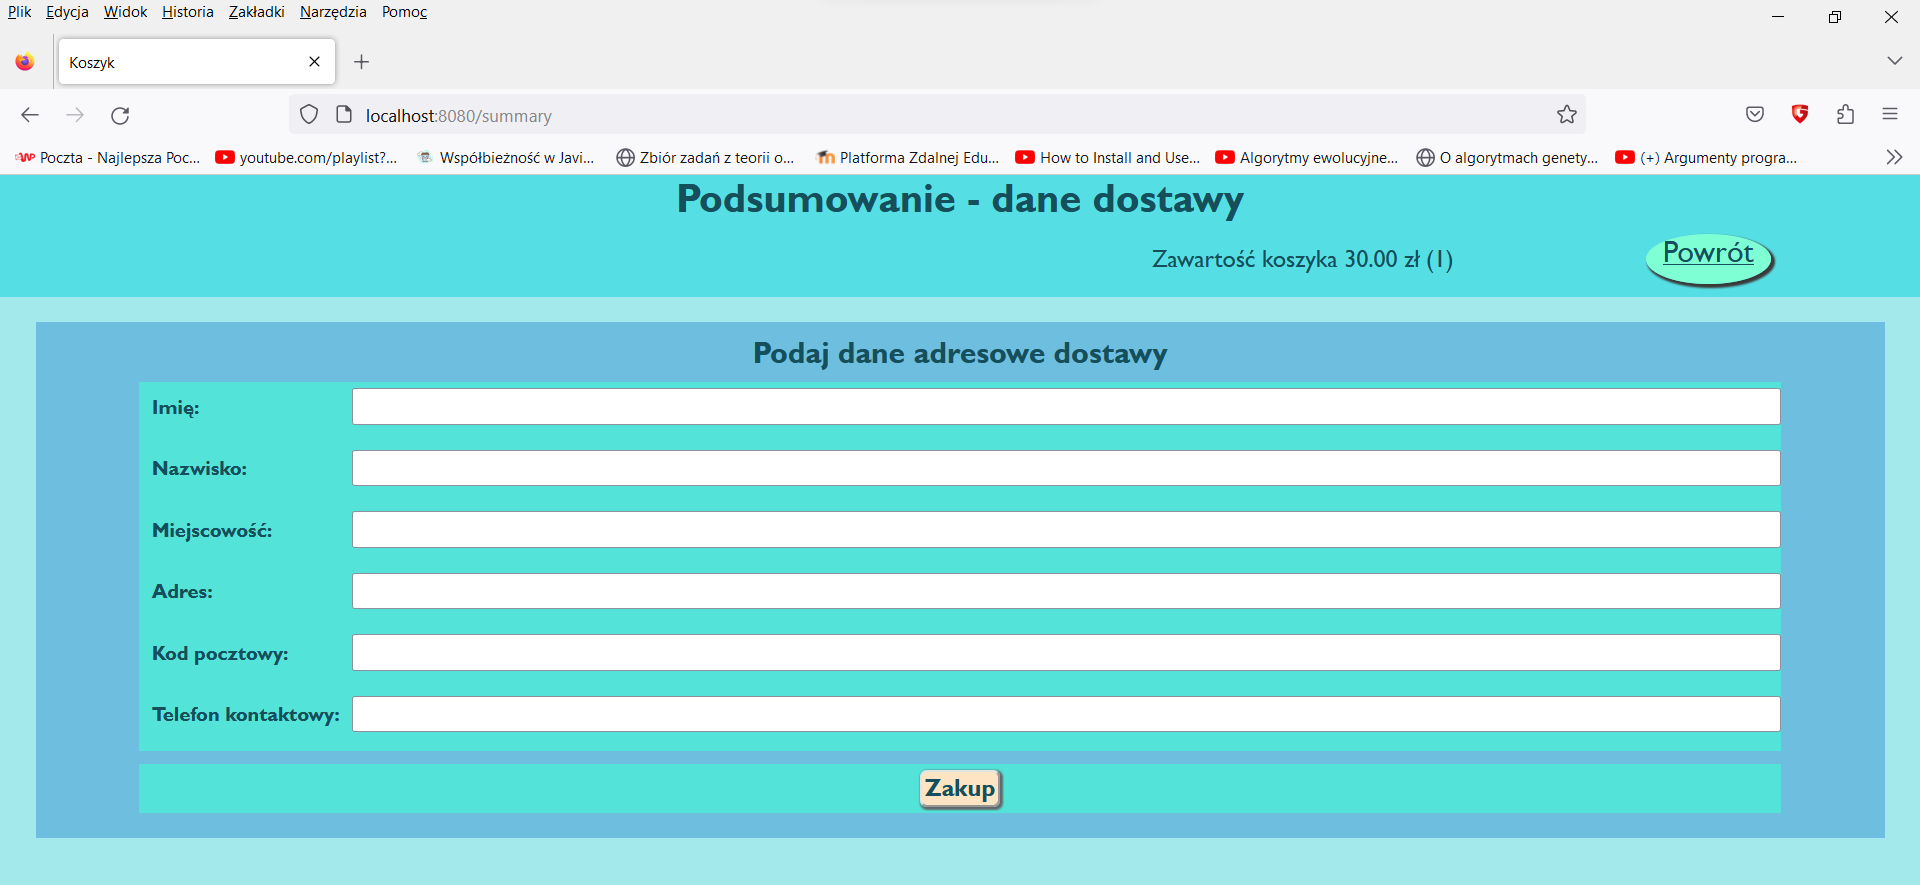 Plik Edycja Widok Historia Zakładki Narzędzia Pomoc
Koszyk
localhost:8080/summary
Poczta - Najlepsza Poc... youtube.com/playlist?... Współbieżność w Javi... Zbiór zadań z teorii o... Platforma Zdalnej Edu... How to Install and Use... Algorytmy ewolucyjne... O algorytmach genety... (+) Argumenty progra...
Podsumowanie - dane dostawy
Zawartość koszyka 30.00 zł (1) Powrót
Podaj dane adresowe dostawy
Imię:
Nazwisko:
Miejscowość:
Adres:
Kod pocztowy:
Telefon kontaktowy:
Zakup